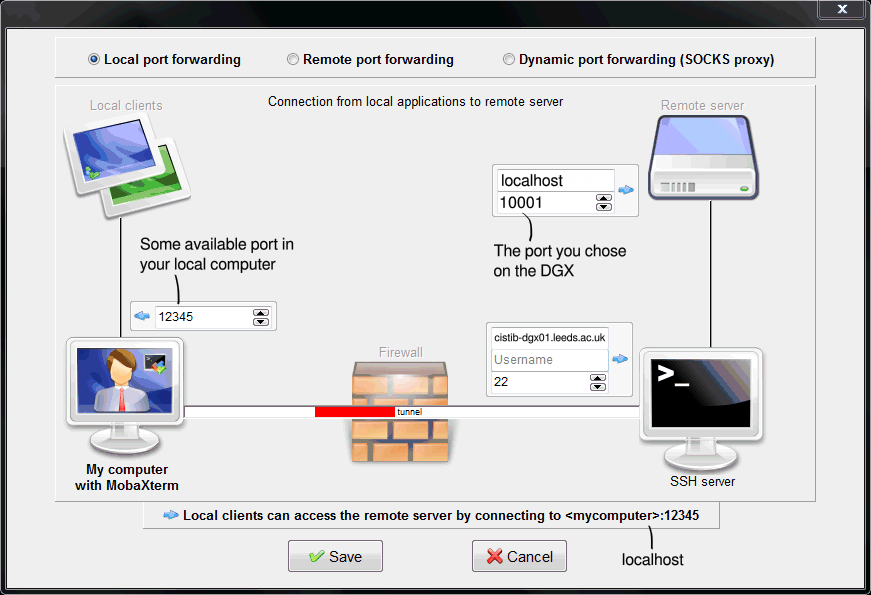 Local port forwarding
Remote port forwarding
Dynamic port forwarding (SOCKS proxy)
Local clients
Connection from local applications to remote server
Remote server
localhost
10001
The port you chose
on the DGX
Some available port in
your local computer
12345
Firewall
cistib-dgx01.leeds.ac.uk
Username
22
tunnel
>_
My computer
with MobaXterm
SSH server
Local clients can access the remote server by connecting to <mycomputer>:12345
Save
Cancel
localhost